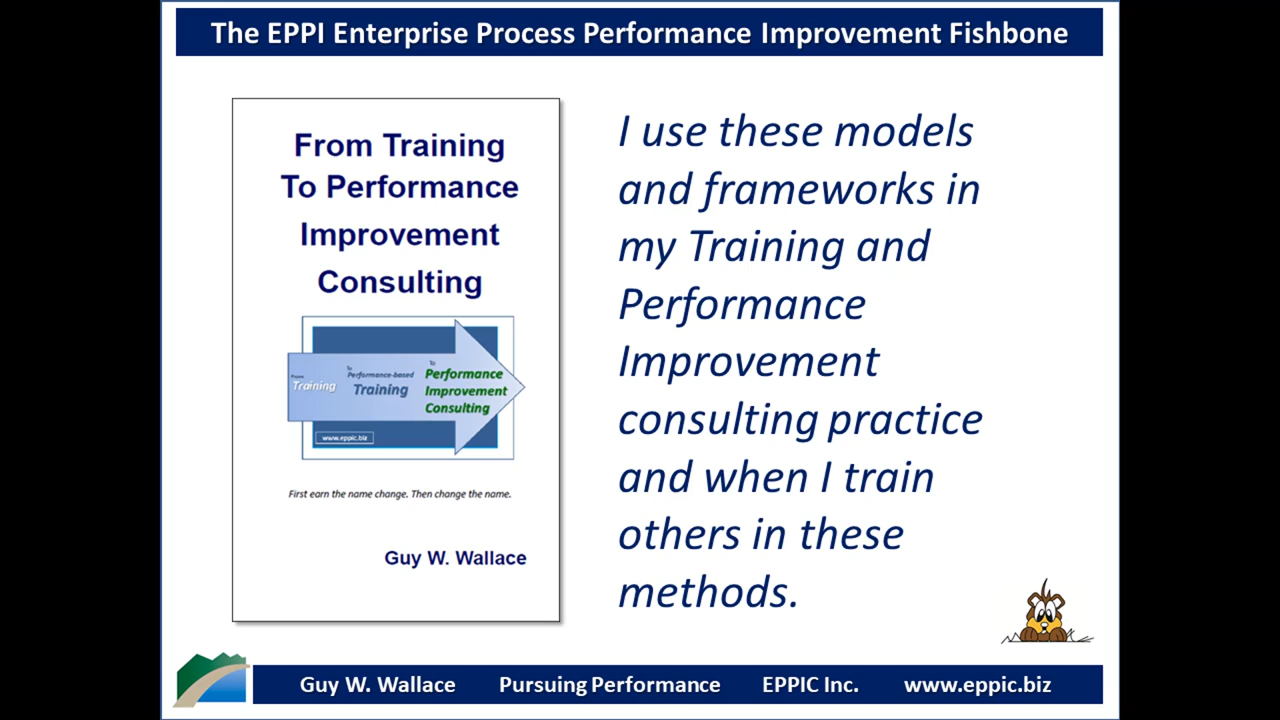 The EPPI Enterprise Process Performance Improvement Fishbone
From Training
To Performance
Improvement
Consulting
From
Training
To
Performance-based
Training
To
Performance
Improvement
Consulting
www.eppic.biz
First earn the name change. Then change the name.
Guy W. Wallace
I use these models
and frameworks in
my Training and
Performance
Improvement
consulting practice
and when I train
others in these
methods.
Guy W. Wallace Pursuing Performance EPPIC Inc. www.eppic.biz